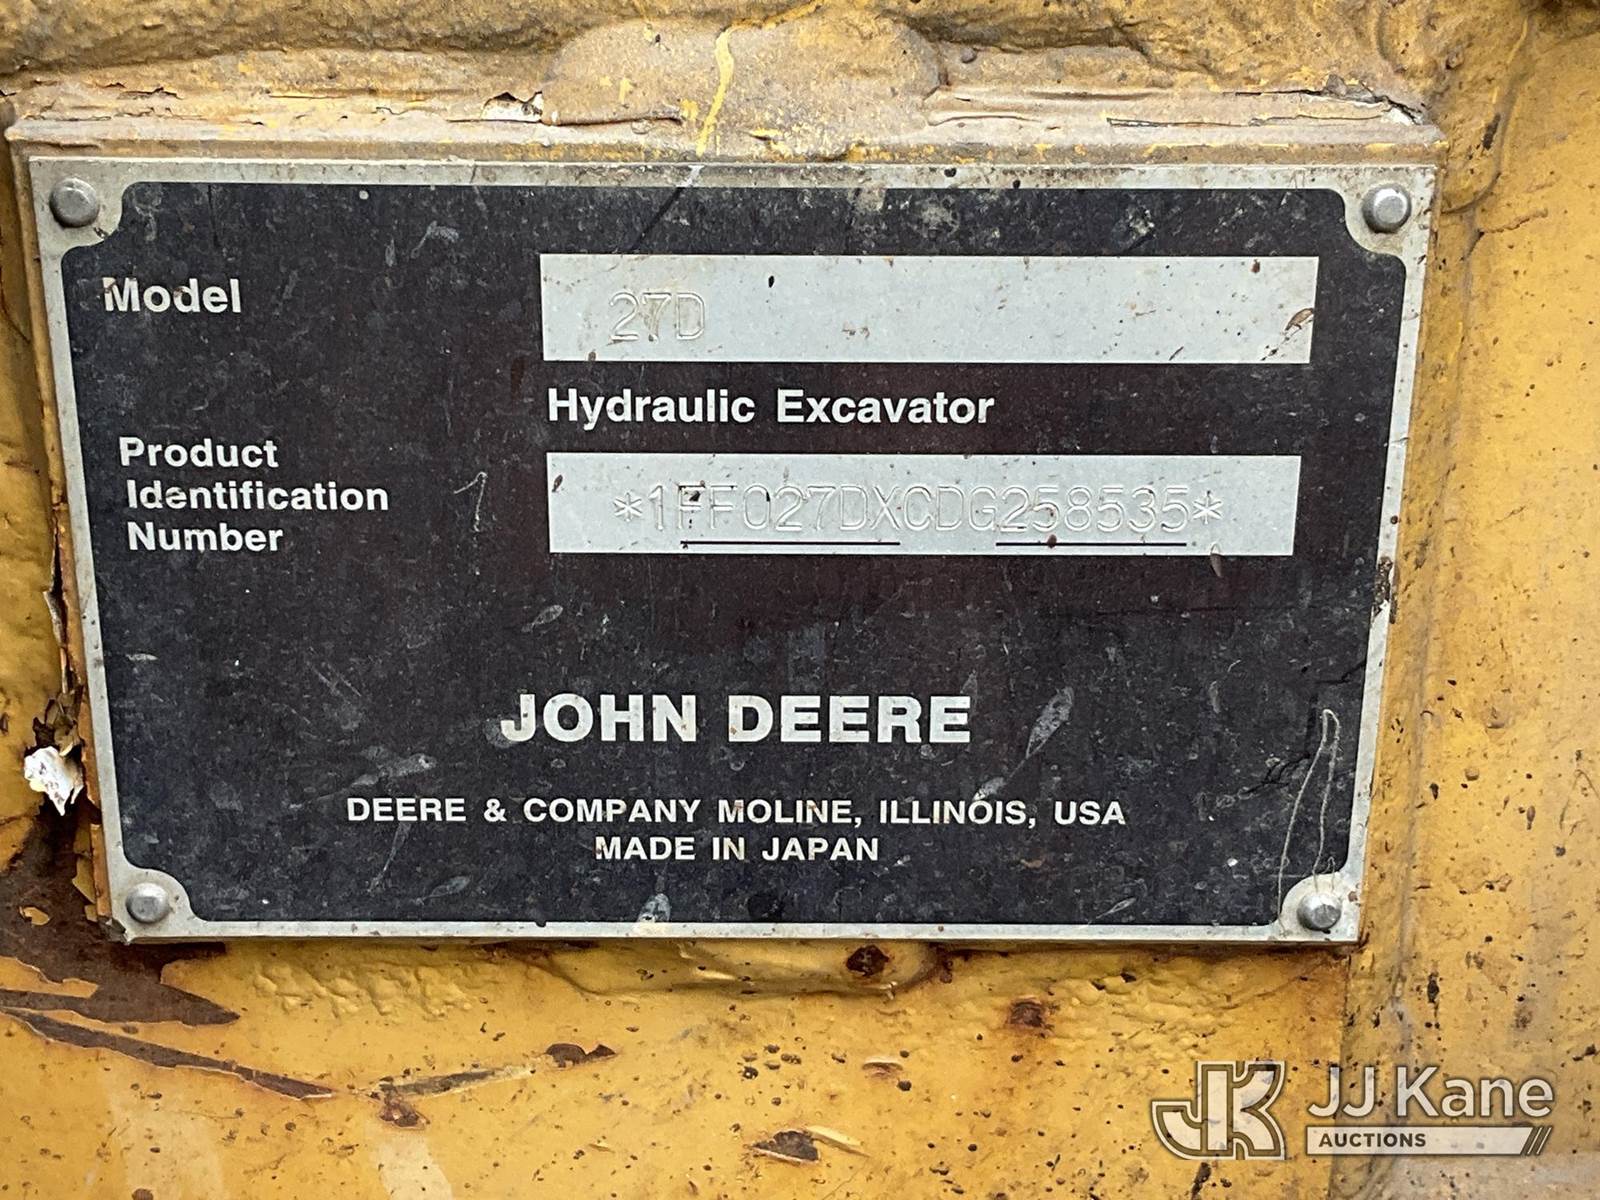 Model
27D
Hydraulic Excavator
Product
Identification
Number
*1FF027DXCDG258535*
JOHN DEERE
DEERE & COMPANY MOLINE, ILLINOIS, USA
MADE IN JAPAN
JK
JJ Kane
AUCTIONS